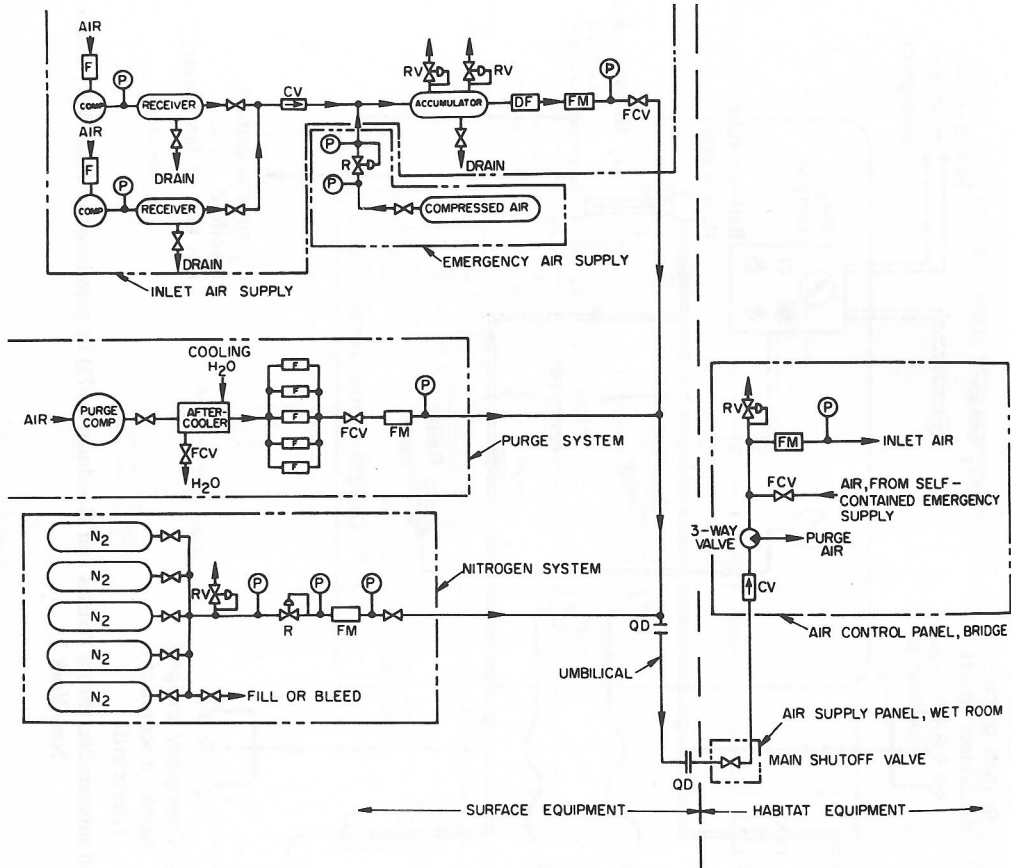 AIR
F
P
COMP
RECEIVER
AIR
DRAIN
F
P
COMP
RECEIVER
DRAIN
CV
RV
RV
ACCUMULATOR
DF
FM
P
FCV
DRAIN
P
R
P
COMPRESSED AIR
EMERGENCY AIR SUPPLY
INLET AIR SUPPLY
COOLING
H2O
AIR
PURGE
COMP
AFTER-
COOLER
FCV
H2O
F
F
F
F
F
FCV
FM
P
PURGE SYSTEM
N2
N2
N2
N2
N2
RV
P
R
P
FM
P
NITROGEN SYSTEM
FILL OR BLEED
QD
UMBILICAL
QD
RV
FM
P
INLET AIR
FCV
AIR, FROM SELF-
CONTAINED EMERGENCY
SUPPLY
3-WAY
VALVE
PURGE
AIR
CV
AIR CONTROL PANEL, BRIDGE
AIR SUPPLY PANEL, WET ROOM
MAIN SHUTOFF VALVE
SURFACE EQUIPMENT
HABITAT EQUIPMENT